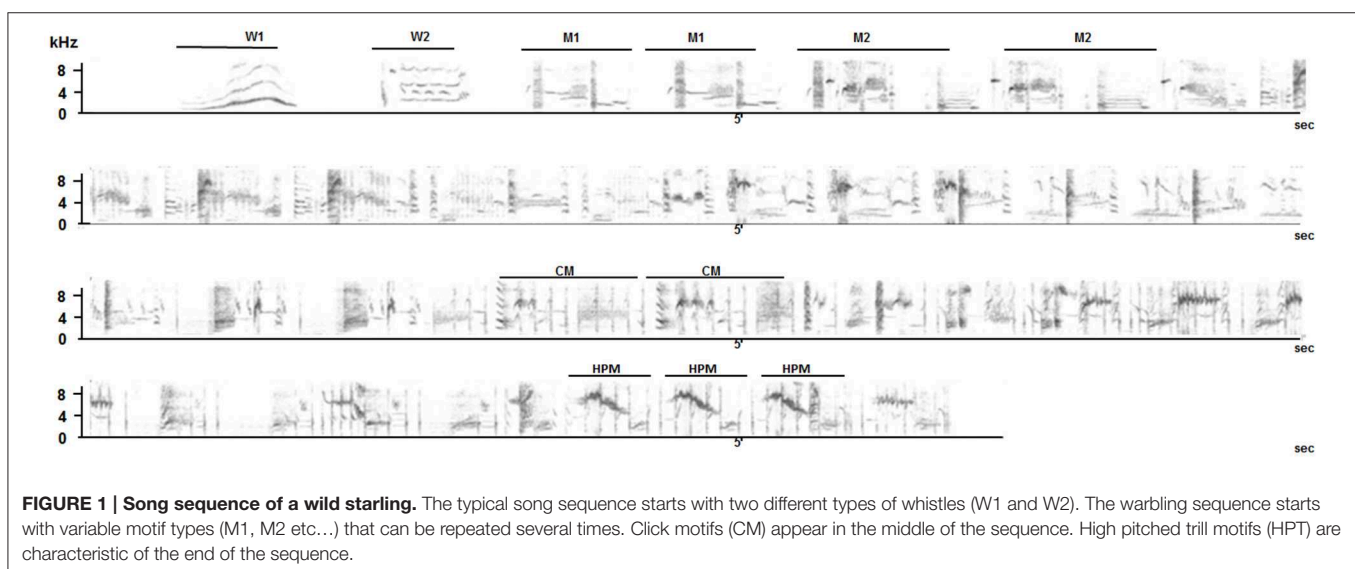 W1 W2 M1 M1 M2 M2
kHz
8
4
0
5' sec
8
4
0
5' sec
CM CM
8
4
0
5' sec
HPM HPM HPM
8
4
0
5' sec
FIGURE 1 | Song sequence of a wild starling. The typical song sequence starts with two different types of whistles (W1 and W2). The warbling sequence starts
with variable motif types (M1, M2 etc…) that can be repeated several times. Click motifs (CM) appear in the middle of the sequence. High pitched trill motifs (HPT) are
characteristic of the end of the sequence.